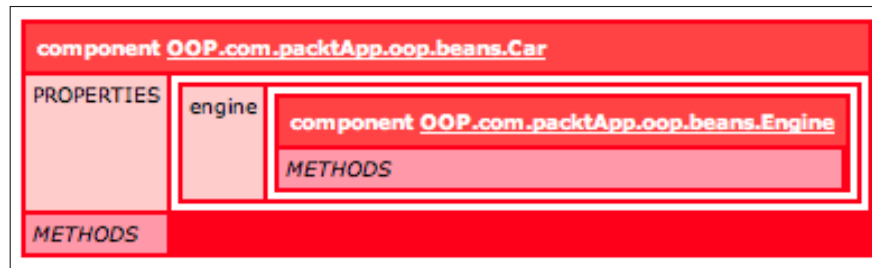 component OOP.com.packtApp.oop.beans.Car
PROPERTIES
engine
component OOP.com.packtApp.oop.beans.Engine
METHODS
METHODS